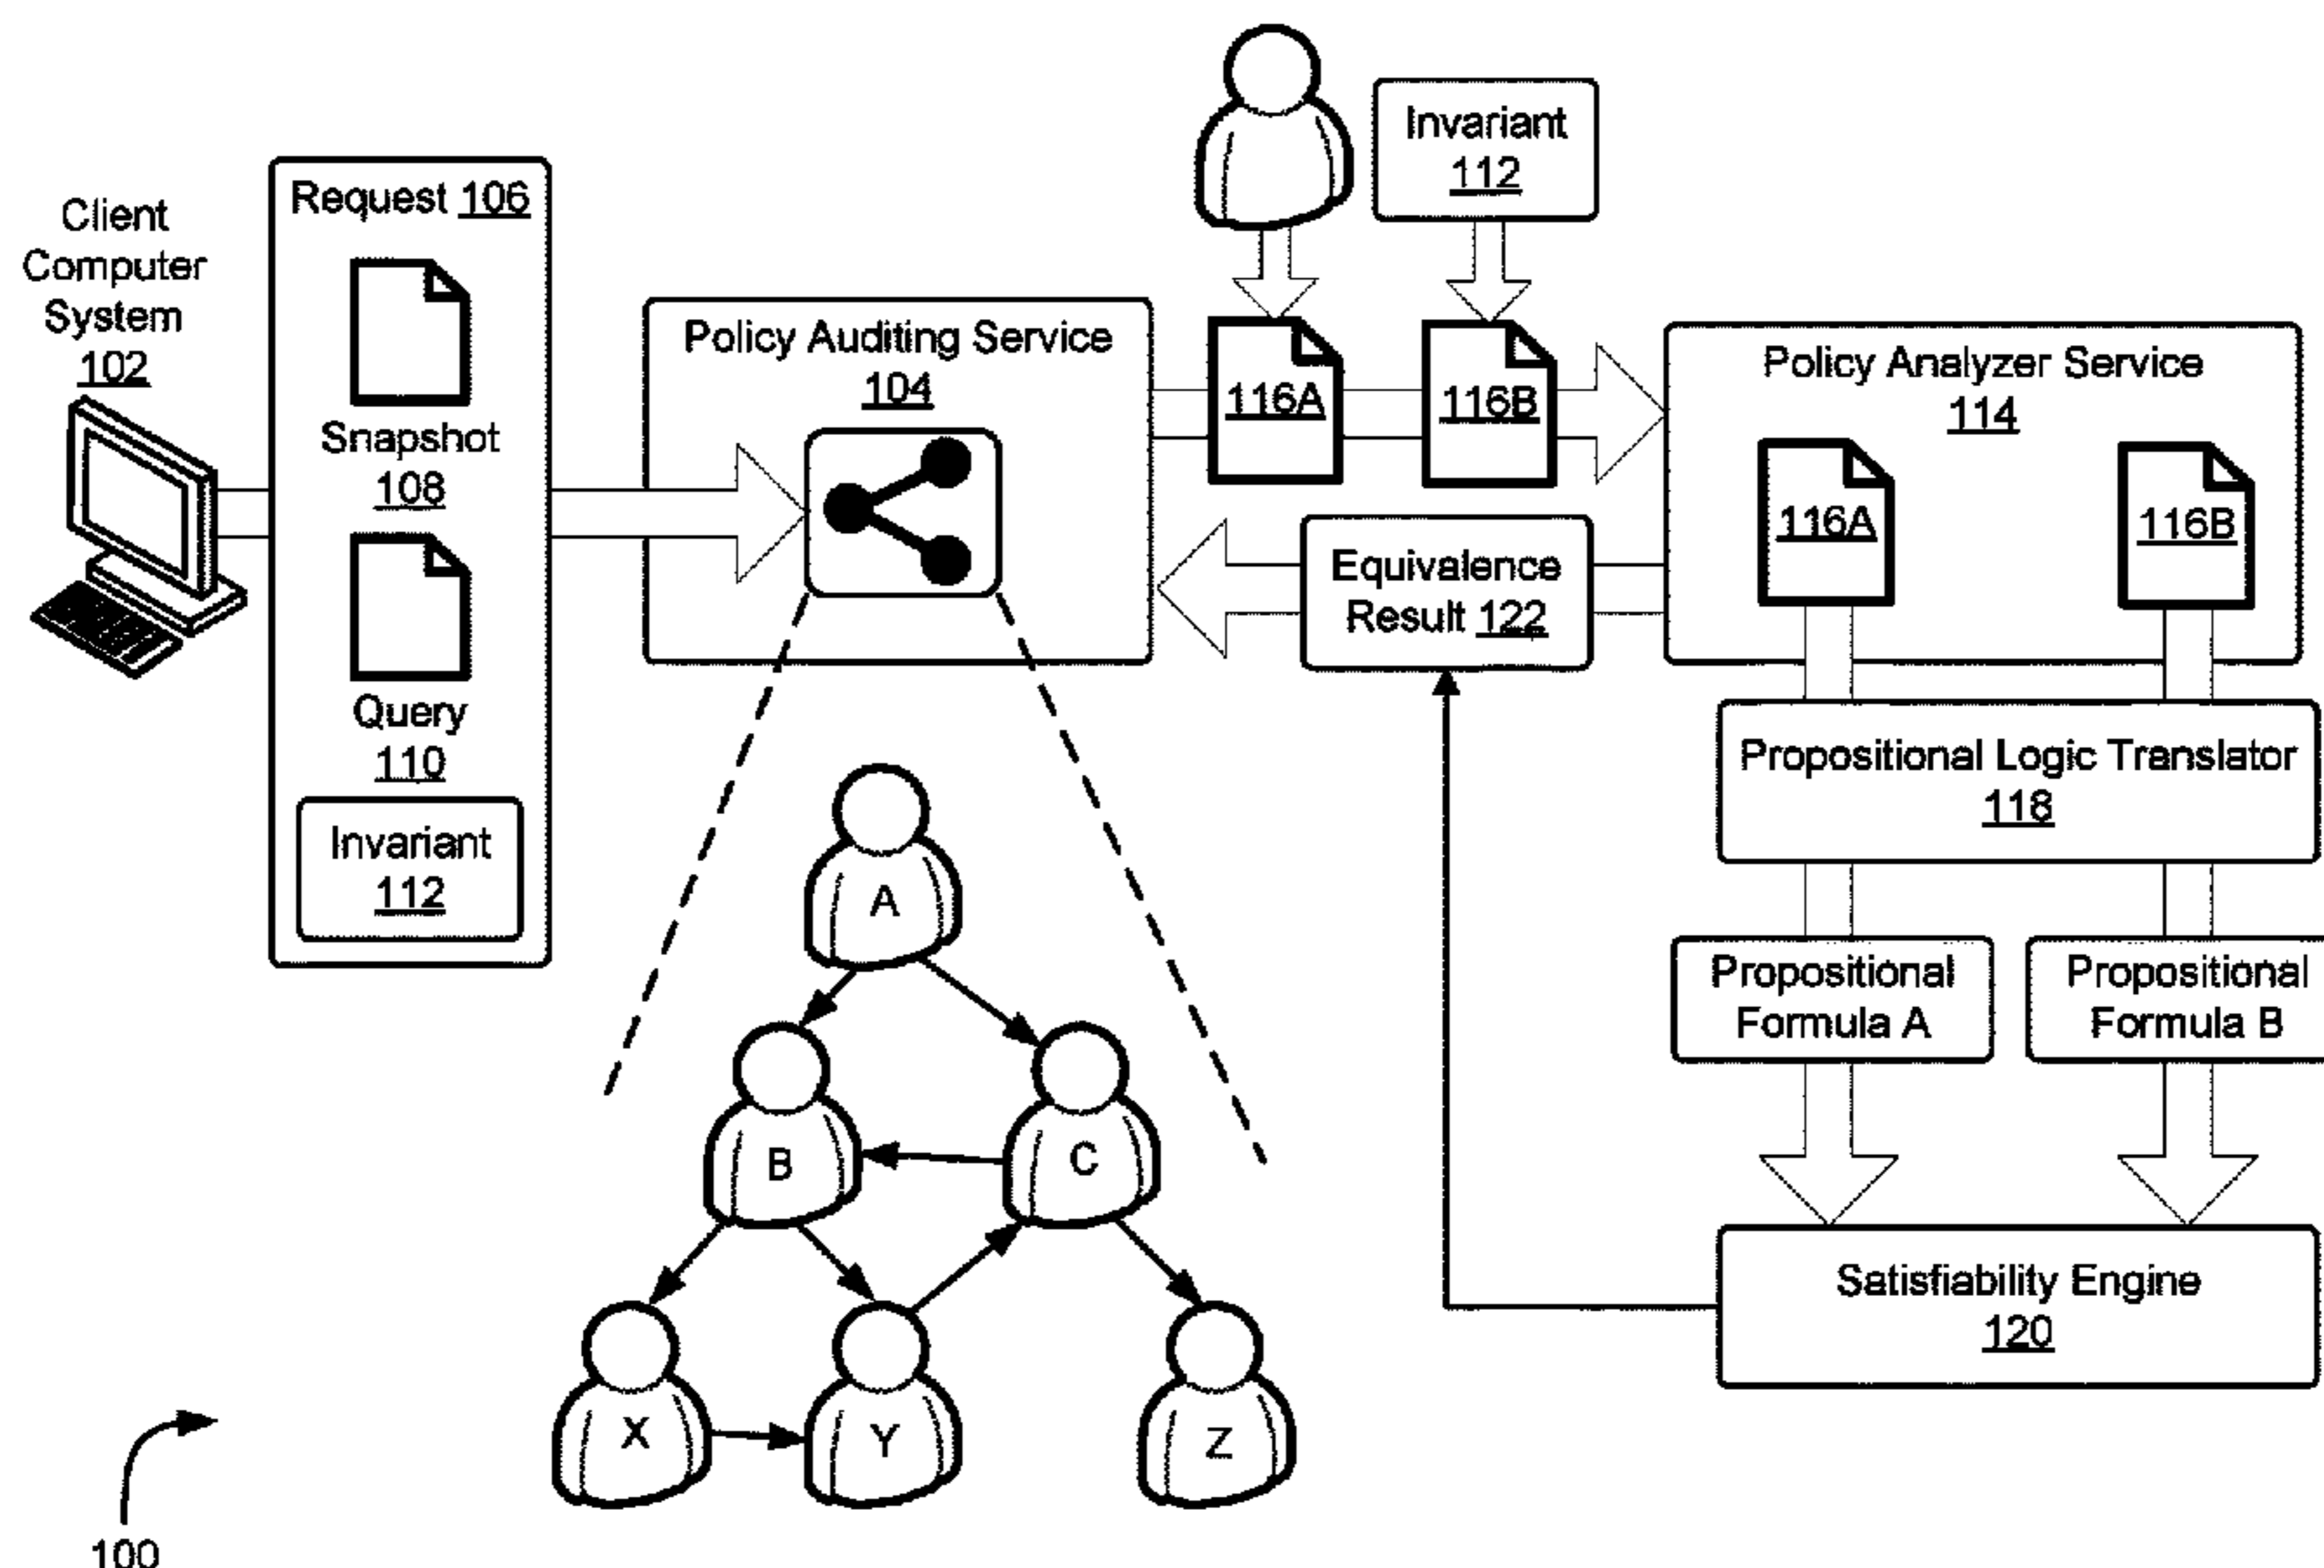 Client
Computer
System
102
Request 106
Snapshot
108
Query
110
Invariant
112
Policy Auditing Service
104
Invariant
112
116A
116B
Policy Analyzer Service
114
116A
116B
Equivalence
Result 122
Propositional Logic Translator
118
Propositional
Formula A
Propositional
Formula B
Satisfiability Engine
120
A
B
C
X
Y
Z
100